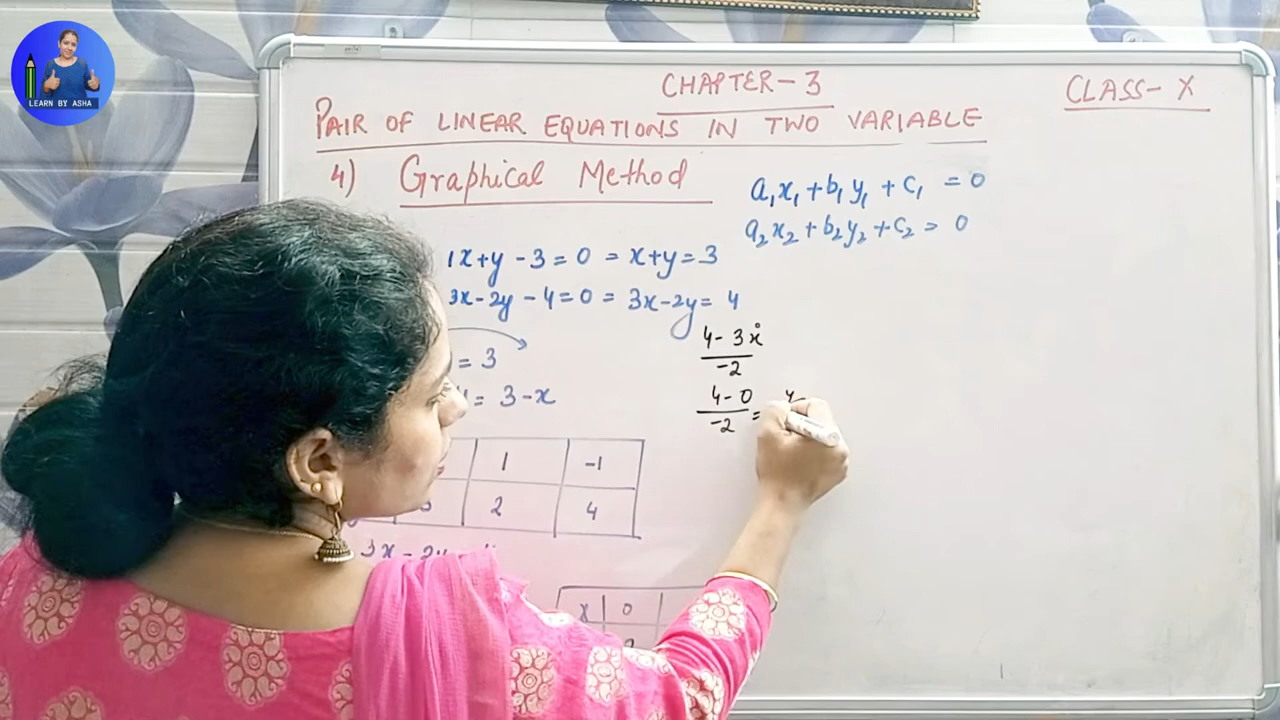 LEARN BY ASHA
CHAPTER-3
CLASS-X
PAIR OF LINEAR EQUATIONS IN TWO VARIABLE
4) Graphical Method
a₁x₁+b₁y₁+c₁ =0
a₂x₂+b₂y₂+c₂=0
1x+y-3=0 = x+y=3
3x-2y-4=0= 3x-2y= 4
4-3x
-2
= 3
= 3-x
4-0
-2 =
1 -1
2 4
3x-2y
x 0